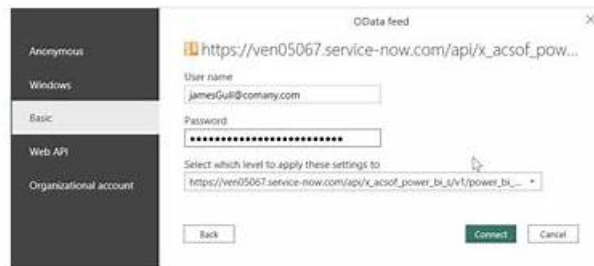 OData feed
Anonymous
Windows
Basic
Web API
Organizational account
https://ven05067.service-now.com/api/x_acsof_pow...
User name
jamesGull@comany.com
Password
Select which level to apply these settings to
https://ven05067.service-now.com/api/x_acsof_power_bi_s/v1/power_bi_...
Back
Connect
Cancel